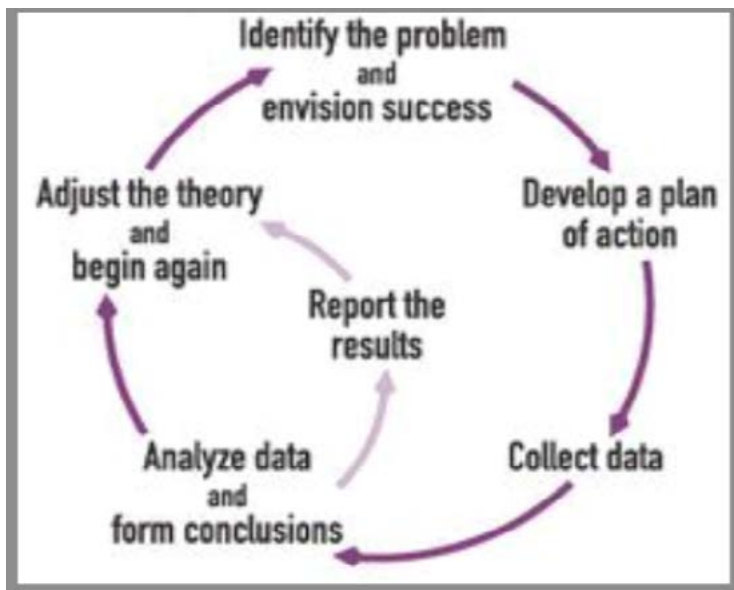 Identify the problem
and
envision success
Develop a plan
of action
Collect data
Analyze data
and
form conclusions
Report the
results
Adjust the theory
and
begin again